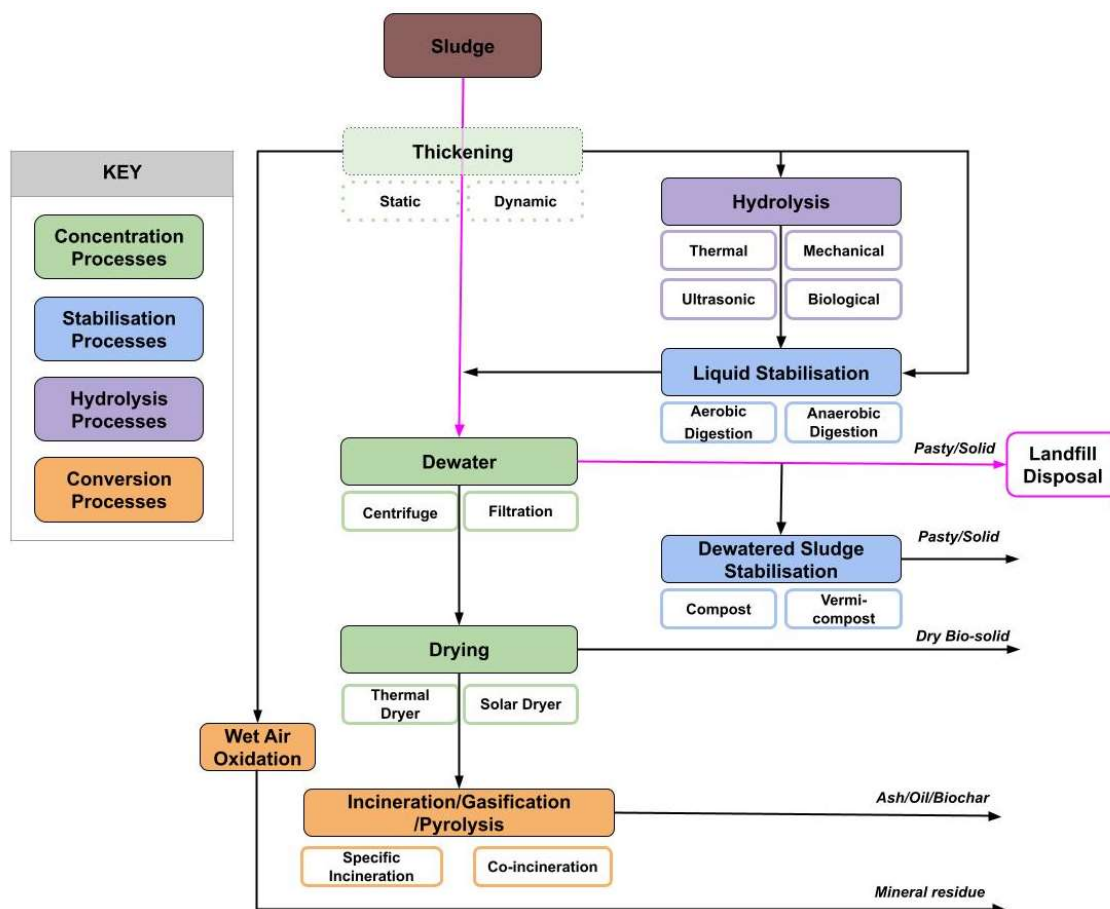 Sludge
Thickening
Static
Dynamic
KEY
Concentration
Processes
Stabilisation
Processes
Hydrolysis
Processes
Conversion
Processes
Hydrolysis
Thermal
Mechanical
Ultrasonic
Biological
Liquid Stabilisation
Aerobic
Digestion
Anaerobic
Digestion
Dewater
Pasty/Solid
Landfill
Disposal
Centrifuge
Filtration
Dewatered Sludge
Stabilisation
Pasty/Solid
Compost
Vermi-
compost
Drying
Dry Bio-solid
Thermal
Dryer
Solar Dryer
Wet Air
Oxidation
Incineration/Gasification
/Pyrolysis
Ash/Oil/Biochar
Specific
Incineration
Co-incineration
Mineral residue